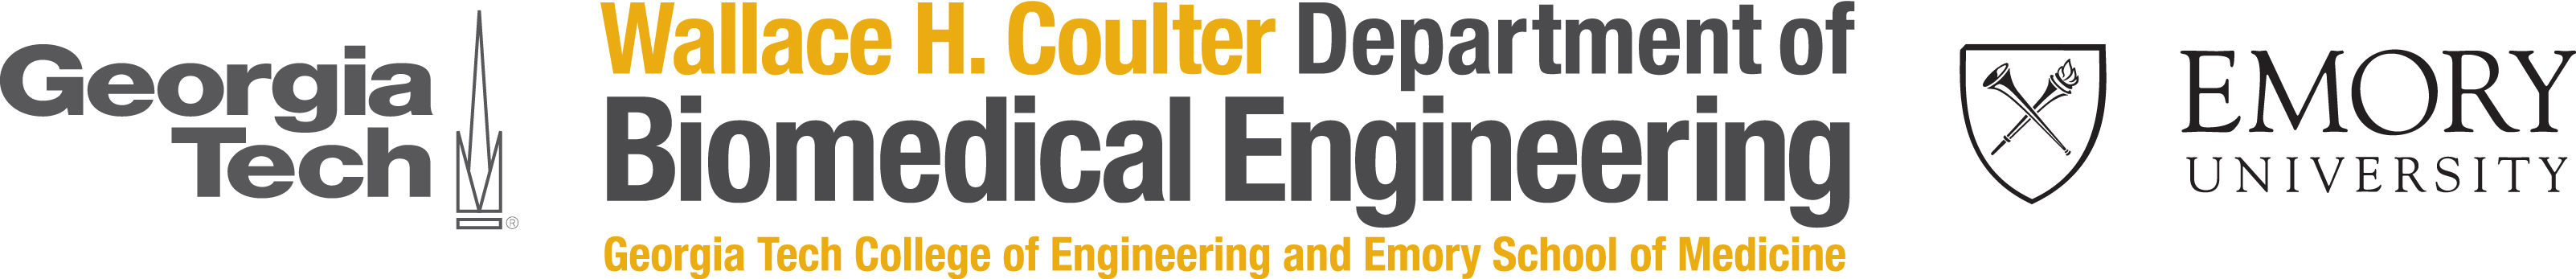 Georgia
Tech
®
Wallace H. Coulter Department of
Biomedical Engineering
Georgia Tech College of Engineering and Emory School of Medicine
EMORY
UNIVERSITY